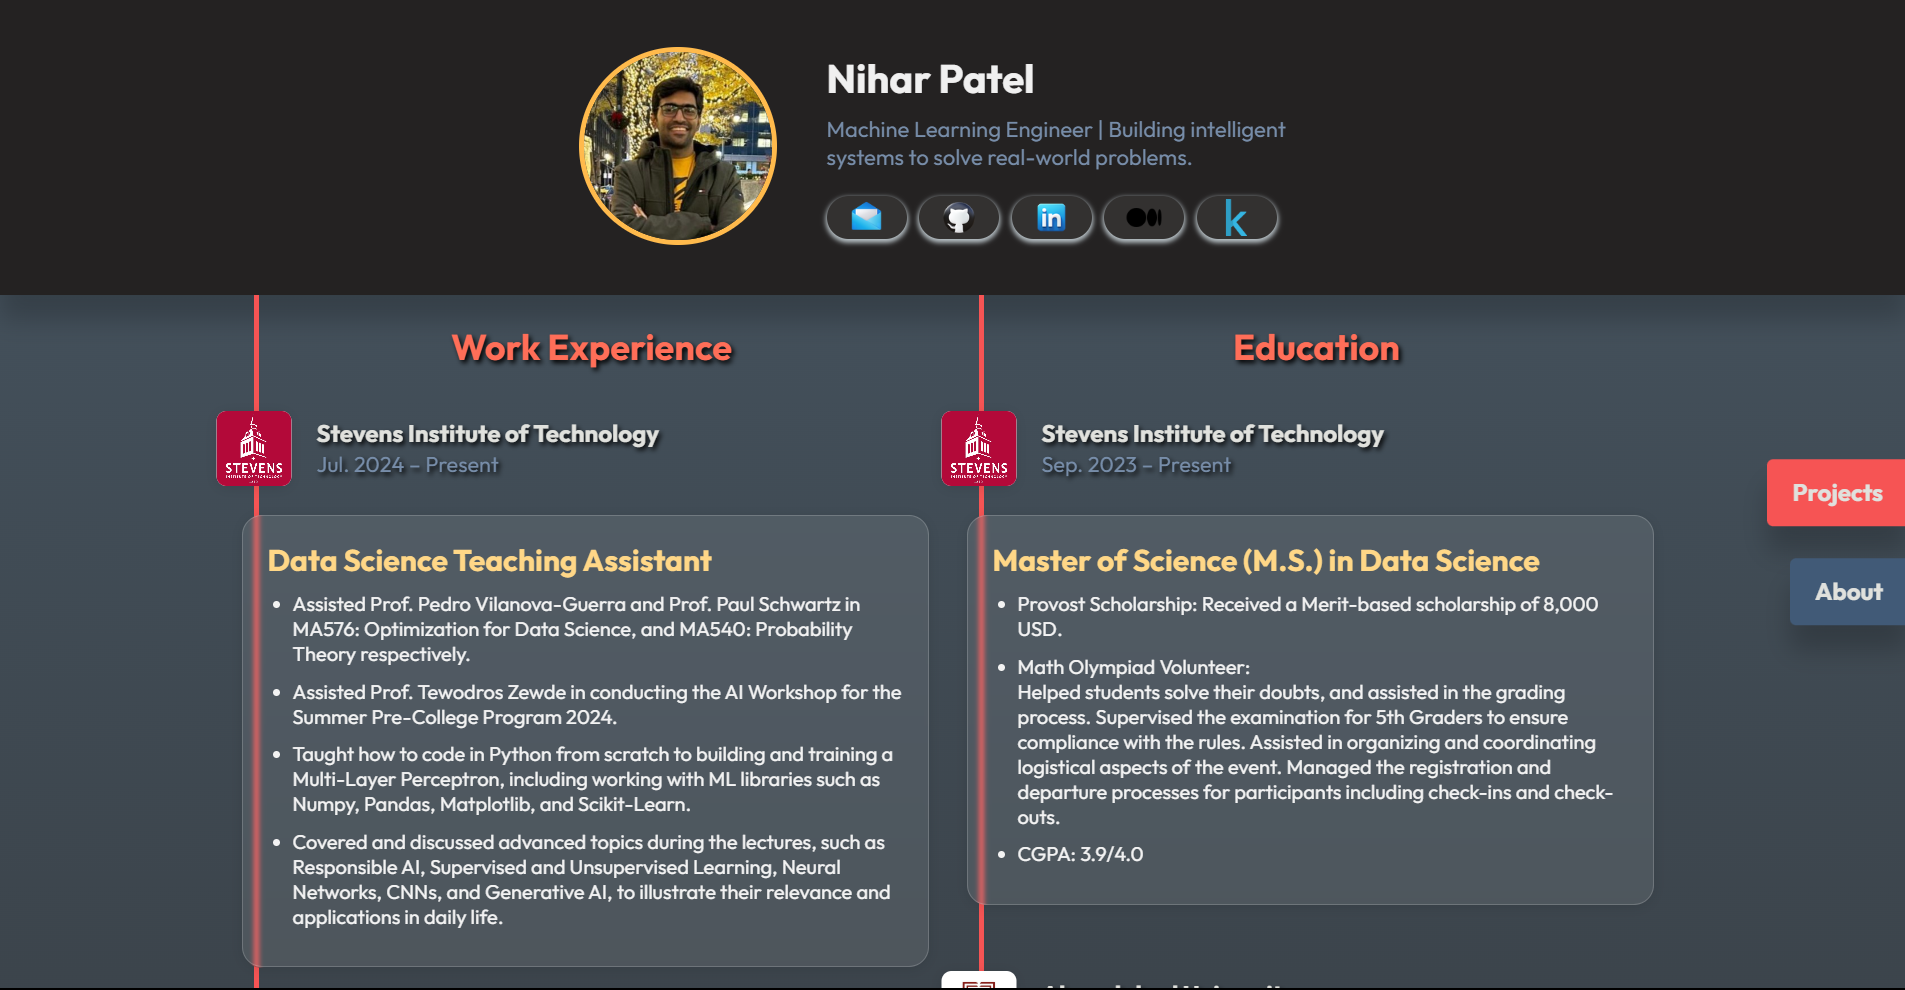 Nihar Patel
Machine Learning Engineer | Building intelligent
systems to solve real-world problems.
in
k
Work Experience
STEVENS
INSTITUTE OF TECHNOLOGY
Stevens Institute of Technology
Jul. 2024 – Present
Data Science Teaching Assistant
Assisted Prof. Pedro Vilanova-Guerra and Prof. Paul Schwartz in
MA576: Optimization for Data Science, and MA540: Probability
Theory respectively.
Assisted Prof. Tewodros Zewde in conducting the AI Workshop for the
Summer Pre-College Program 2024.
Taught how to code in Python from scratch to building and training a
Multi-Layer Perceptron, including working with ML libraries such as
Numpy, Pandas, Matplotlib, and Scikit-Learn.
Covered and discussed advanced topics during the lectures, such as
Responsible AI, Supervised and Unsupervised Learning, Neural
Networks, CNNs, and Generative AI, to illustrate their relevance and
applications in daily life.
Education
STEVENS
INSTITUTE OF TECHNOLOGY
Stevens Institute of Technology
Sep. 2023 – Present
Master of Science (M.S.) in Data Science
Provost Scholarship: Received a Merit-based scholarship of 8,000
USD.
Math Olympiad Volunteer:
Helped students solve their doubts, and assisted in the grading
process. Supervised the examination for 5th Graders to ensure
compliance with the rules. Assisted in organizing and coordinating
logistical aspects of the event. Managed the registration and
departure processes for participants including check-ins and check-
outs.
CGPA: 3.9/4.0
Projects
About